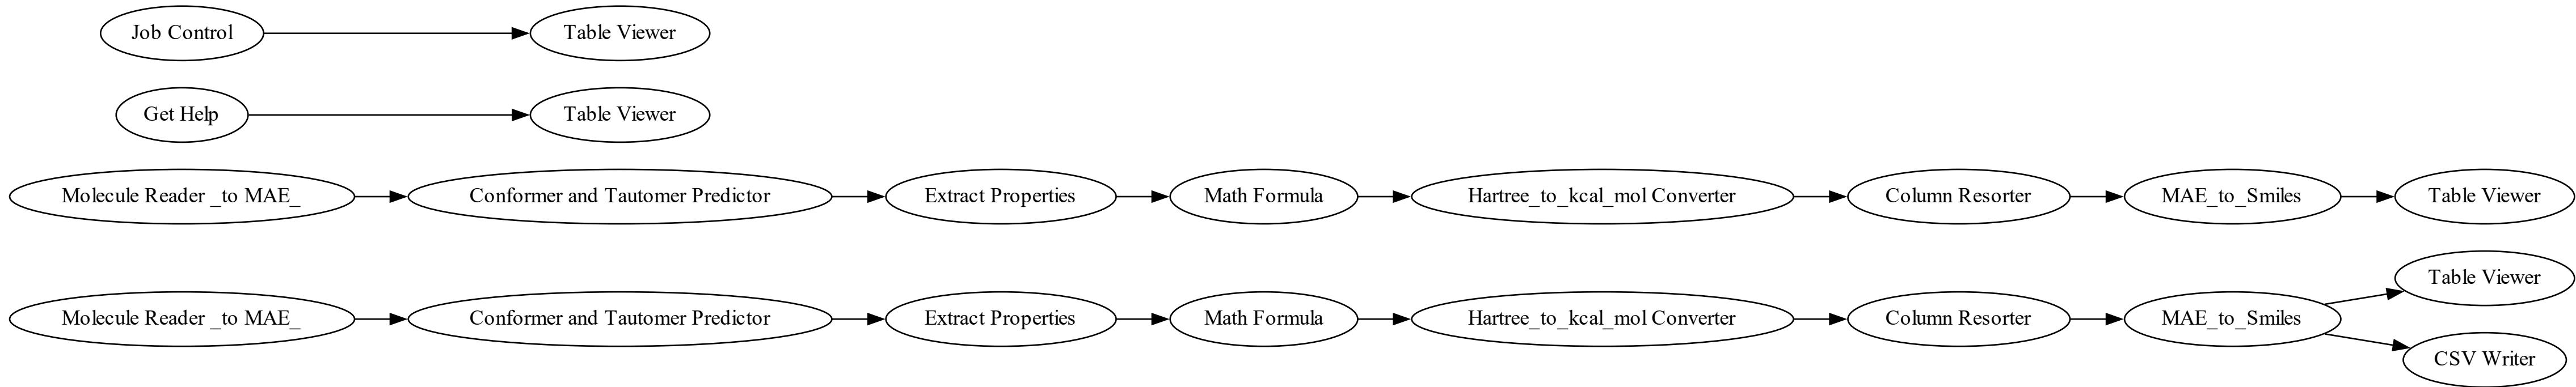 Job Control
Table Viewer
Get Help
Table Viewer
Molecule Reader _to MAE_
Conformer and Tautomer Predictor
Extract Properties
Math Formula
Hartree_to_kcal_mol Converter
Column Resorter
MAE_to_Smiles
Table Viewer
Molecule Reader _to MAE_
Conformer and Tautomer Predictor
Extract Properties
Math Formula
Hartree_to_kcal_mol Converter
Column Resorter
MAE_to_Smiles
Table Viewer
CSV Writer